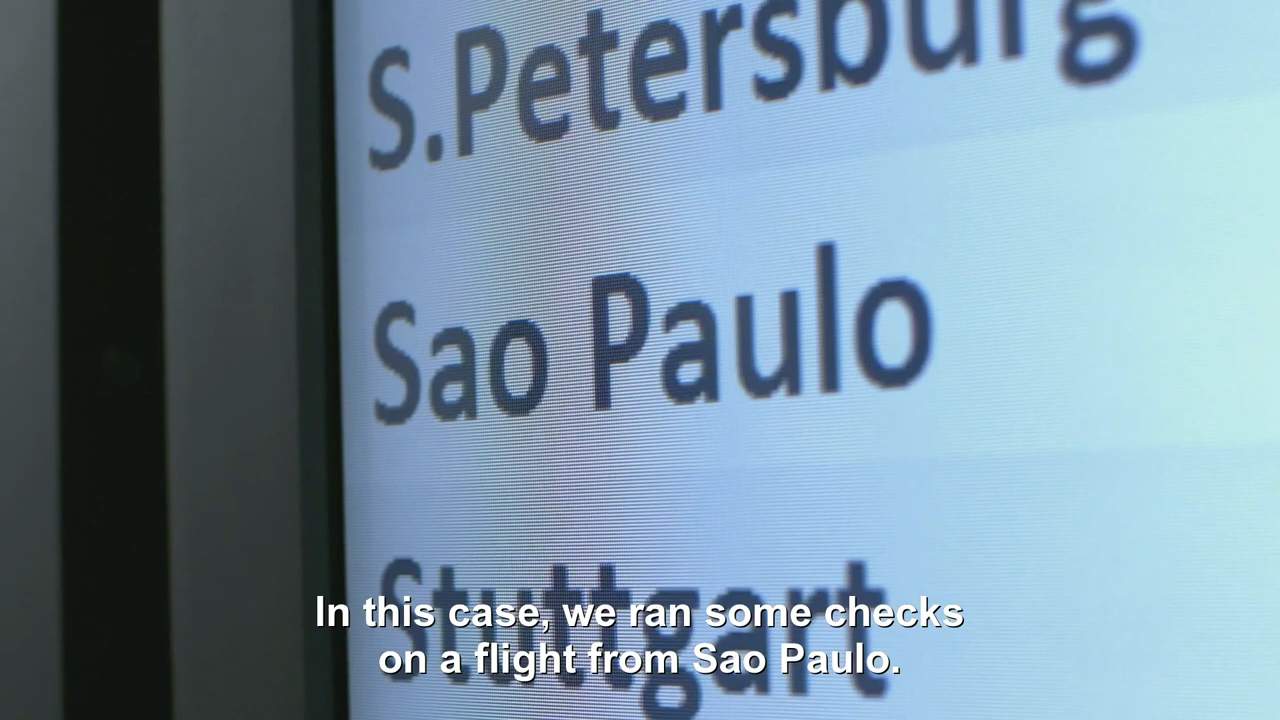 S.Petersburg
Sao Paulo
Stuttgart
In this case, we ran some checks
on a flight from Sao Paulo.